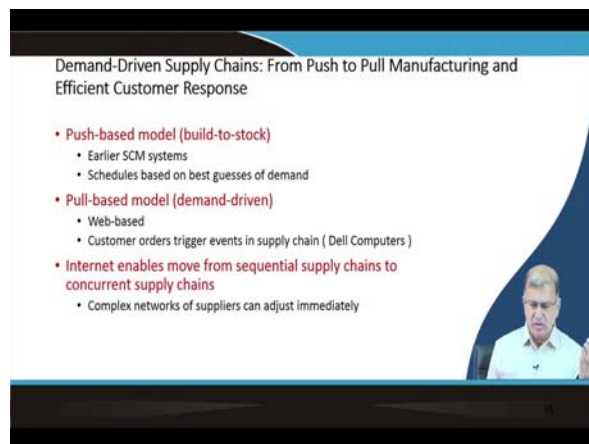 Demand-Driven Supply Chains: From Push to Pull Manufacturing and
Efficient Customer Response
• Push-based model (build-to-stock)
• Earlier SCM systems
• Schedules based on best guesses of demand
• Pull-based model (demand-driven)
• Web-based
• Customer orders trigger events in supply chain ( Dell Computers )
• Internet enables move from sequential supply chains to
concurrent supply chains
• Complex networks of suppliers can adjust immediately